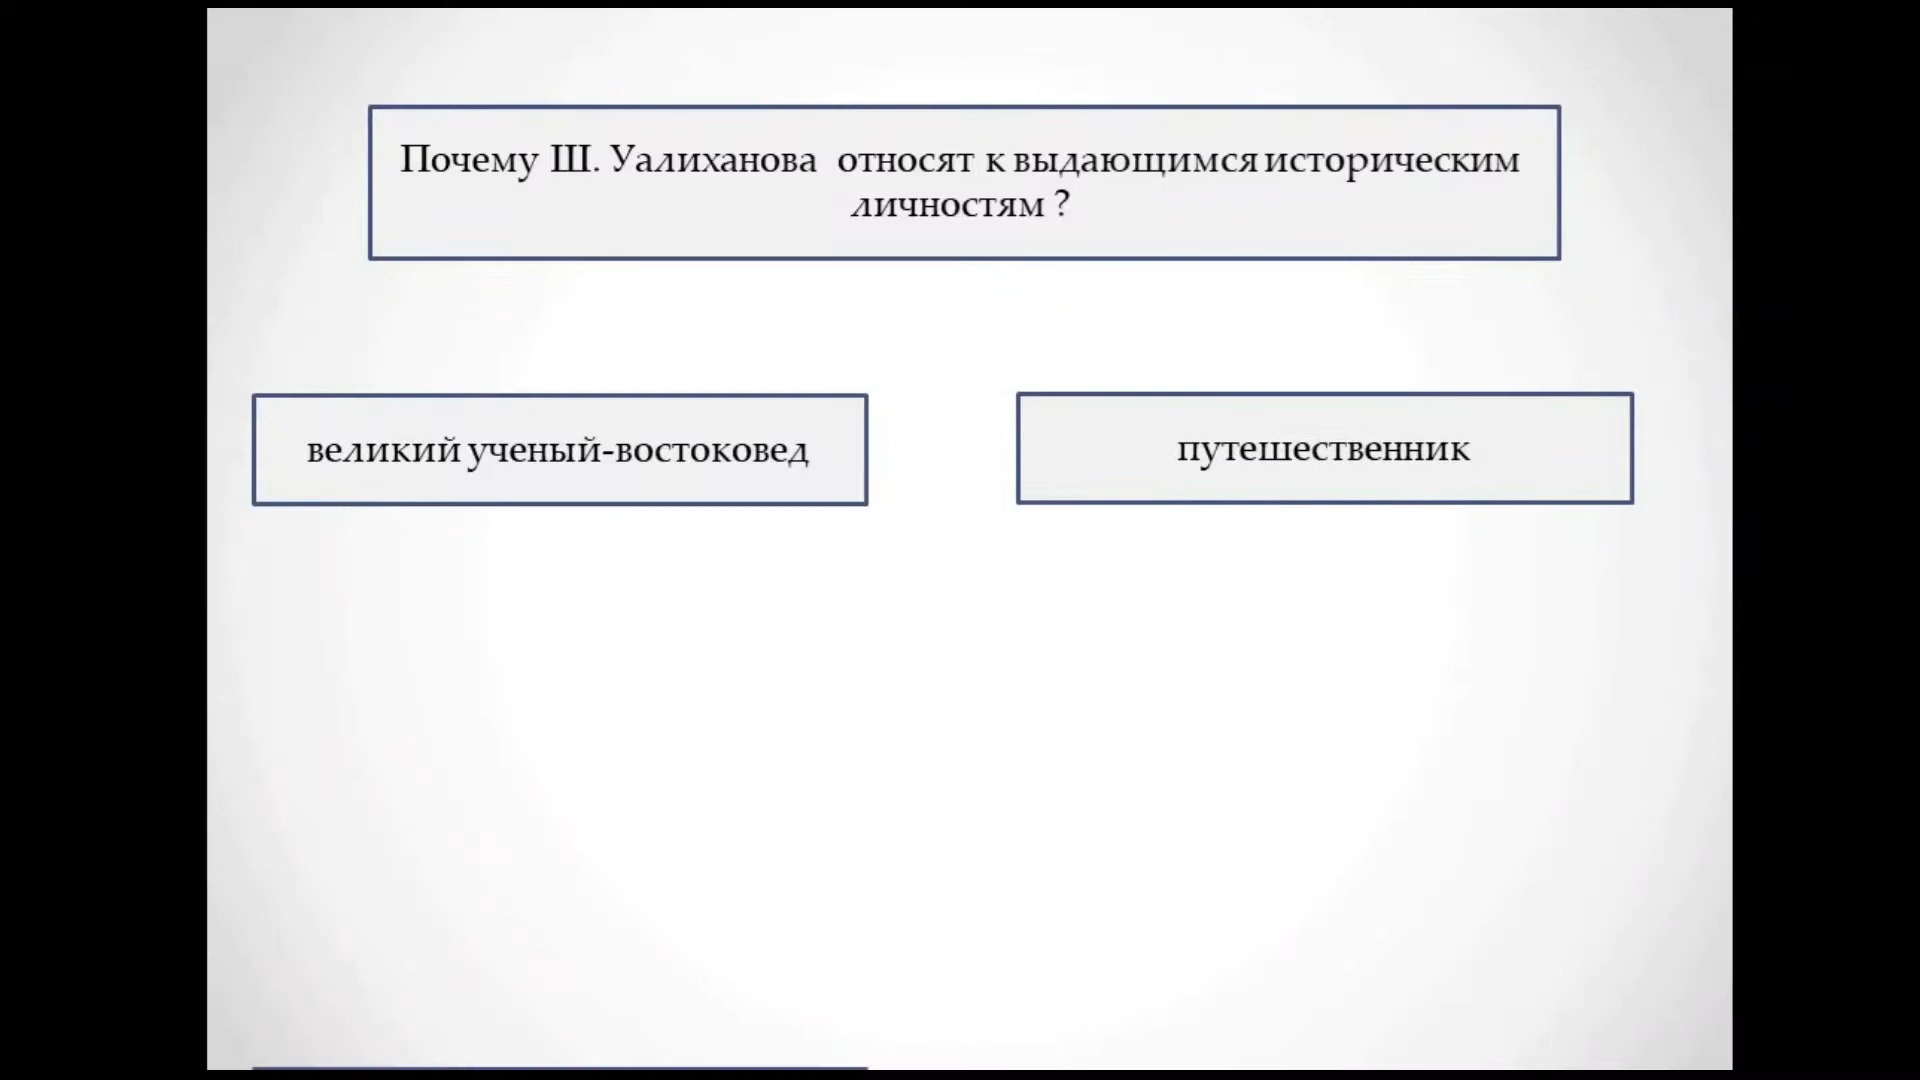 Почему Ш. Уалиханова относят к выдающимся историческим
личностям ?
великий ученый-востоковед
путешественник